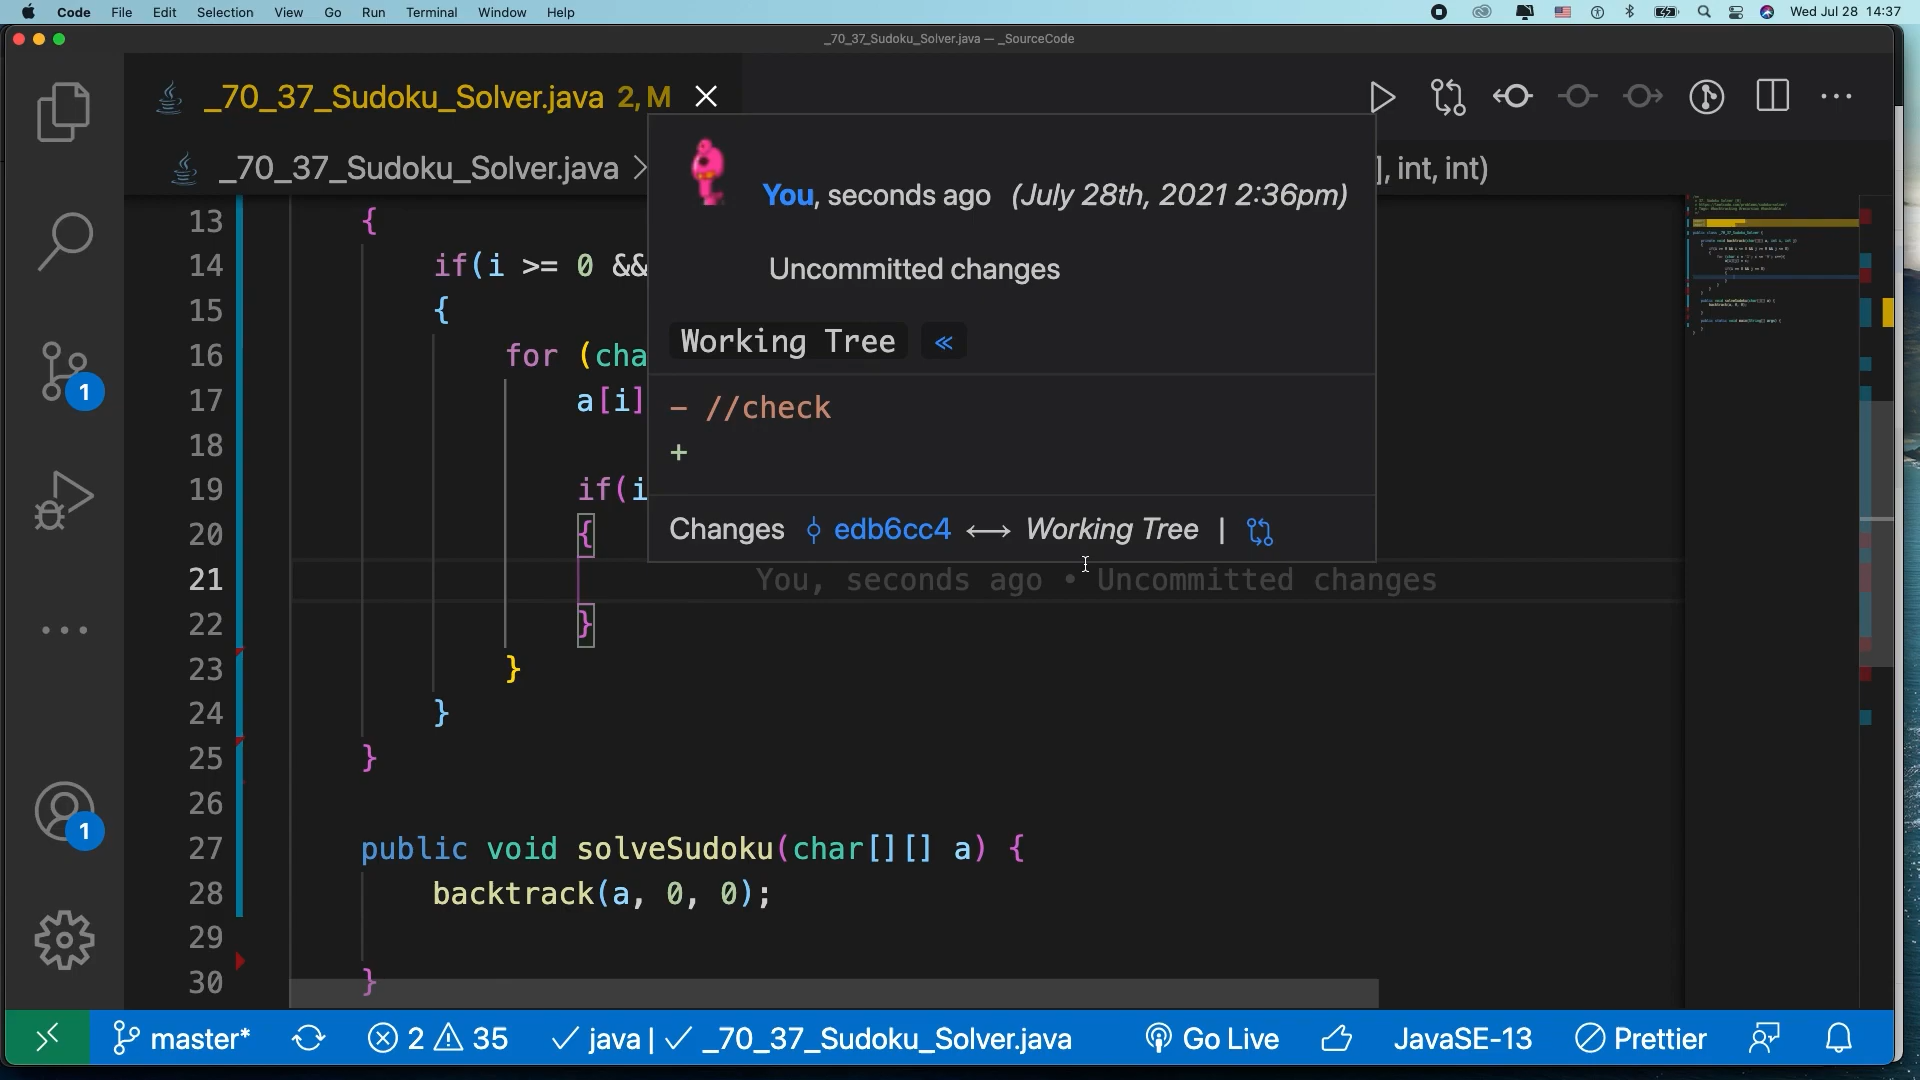 Code File Edit Selection View Go Run Terminal Window Help Wed Jul 28 14:37
_70_37_Sudoku_Solver.java — _SourceCode
_70_37_Sudoku_Solver.java 2, M
_70_37_Sudoku_Solver.java ], int, int)
You, seconds ago (July 28th, 2021 2:36pm)
Uncommitted changes
Working Tree «
- //check
+
Changes edb6cc4 Working Tree |
13 {
14 if(i >= 0 &&
15 {
16 for (cha
17 a[i]
18
19 if(i
20 {
21 You, seconds ago • Uncommitted changes
22 }
23 }
24 }
25 }
26
27 public void solveSudoku(char[][] a) {
28 backtrack(a, 0, 0);
29
30 }
1
1
master* 2 35 java | _70_37_Sudoku_Solver.java Go Live JavaSE-13 Prettier